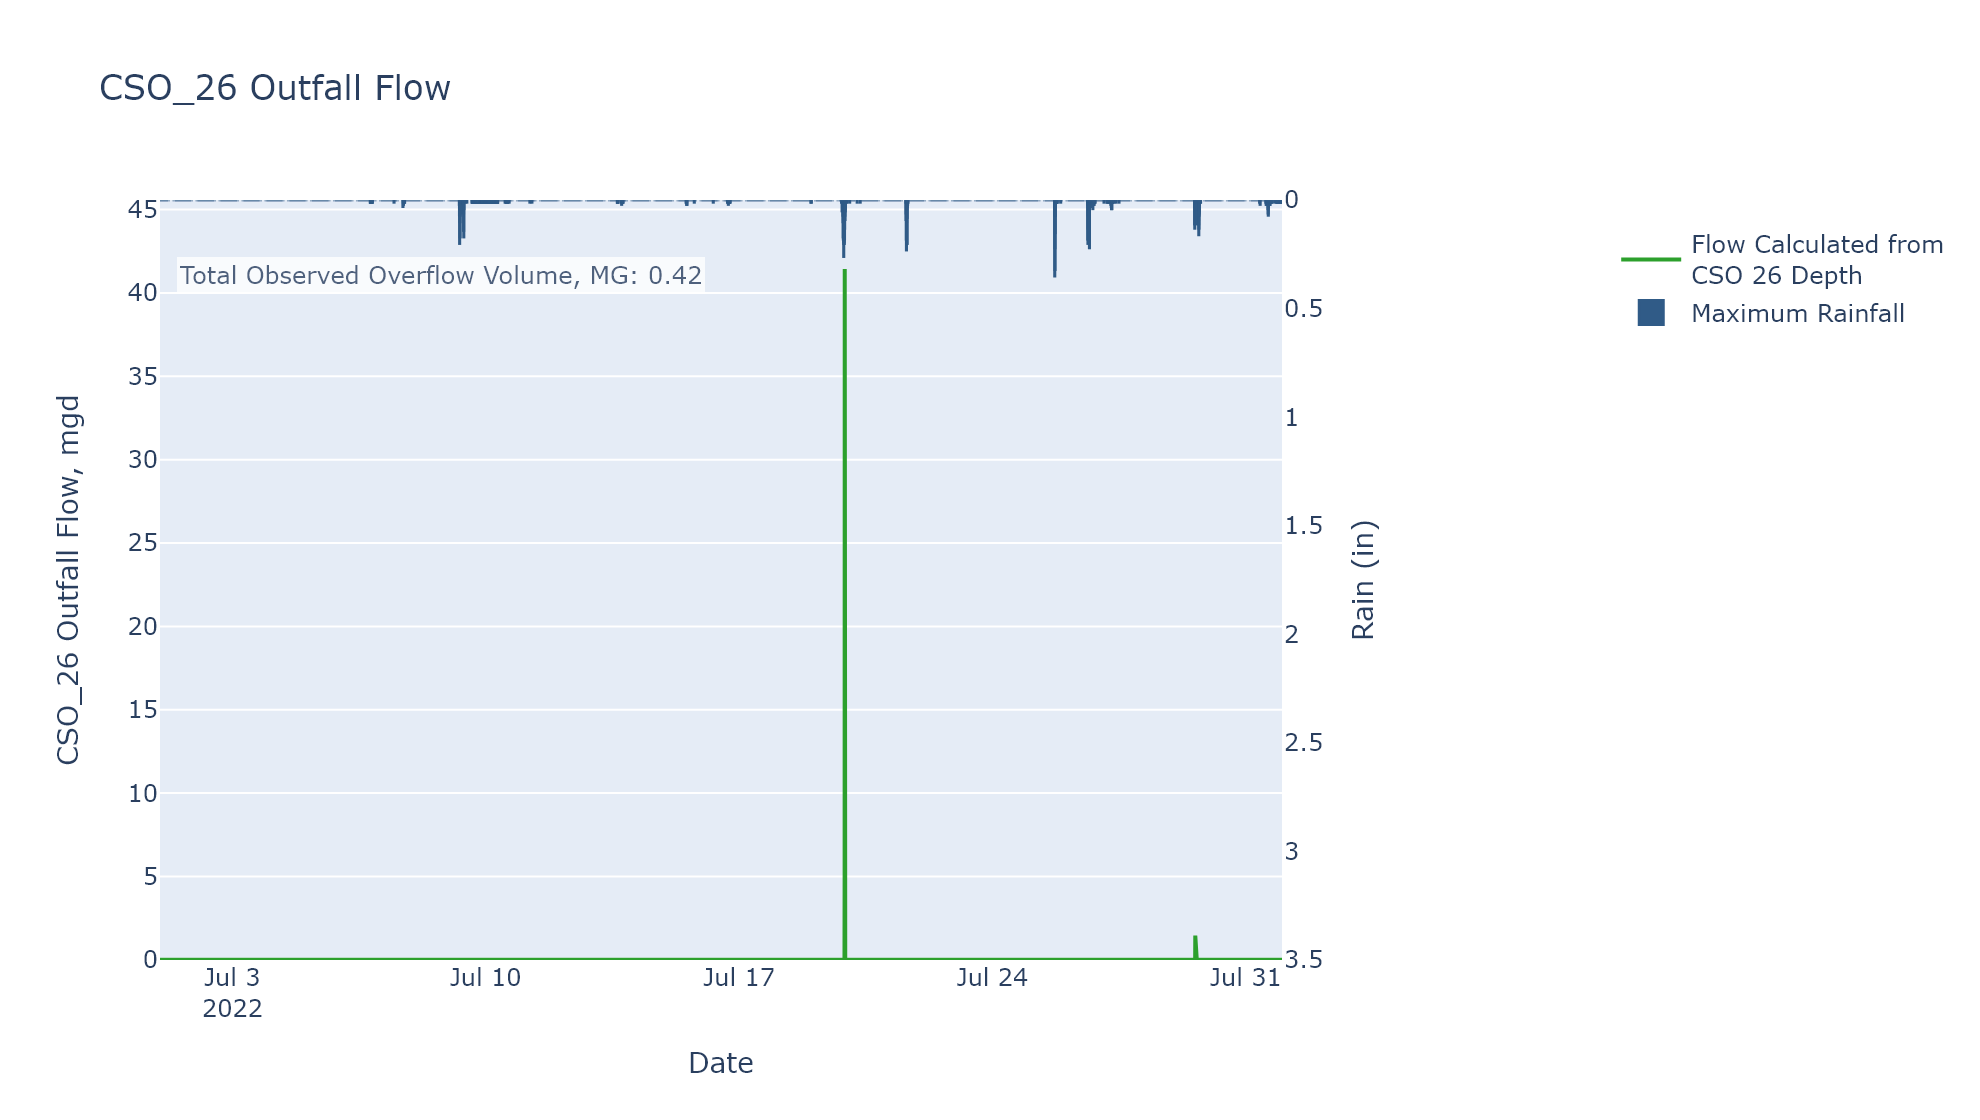 CSO_26 Outfall Flow
Total Observed Overflow Volume, MG: 0.42
CSO_26 Outfall Flow, mgd
45
40
35
30
25
20
15
10
5
0
Jul 3
2022
Jul 10
Jul 17
Jul 24
Jul 31
Date
0
0.5
1
1.5
2
2.5
3
3.5
Rain (in)
Flow Calculated from
CSO 26 Depth
Maximum Rainfall